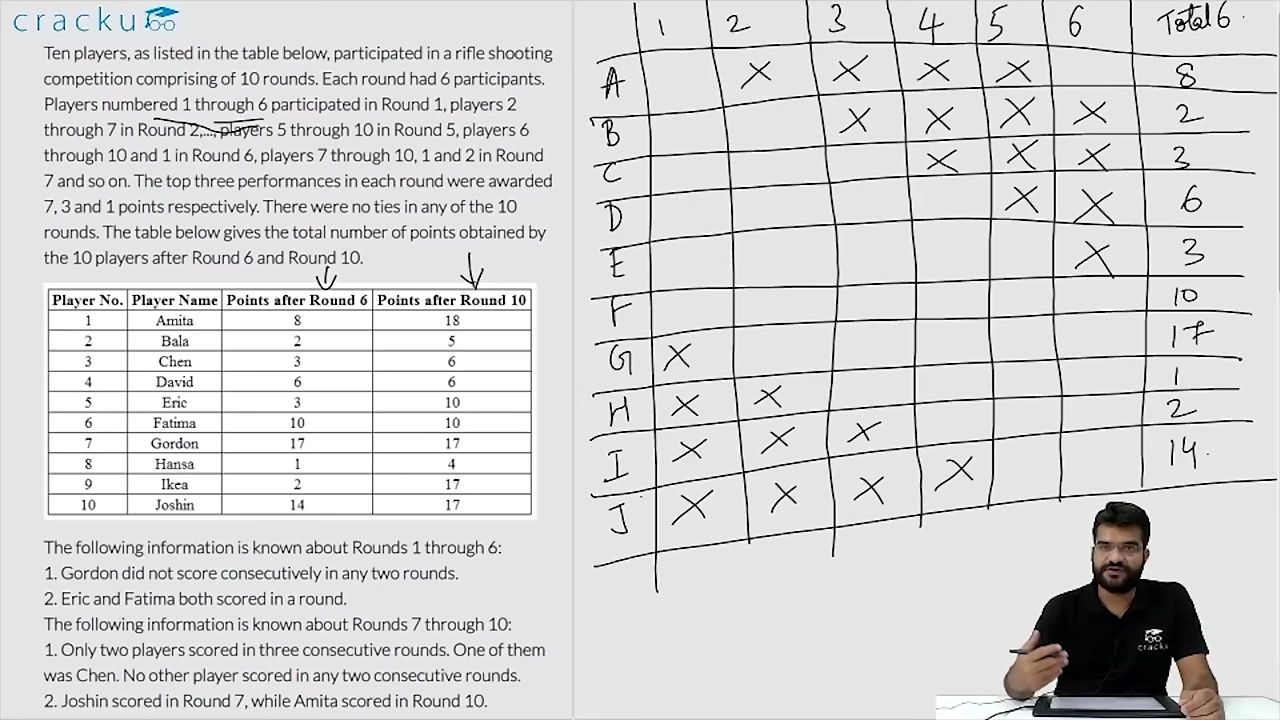 cracku
Ten players, as listed in the table below, participated in a rifle shooting
competition comprising of 10 rounds. Each round had 6 participants.
Players numbered 1 through 6 participated in Round 1, players 2
through 7 in Round 2,..., players 5 through 10 in Round 5, players 6
through 10 and 1 in Round 6, players 7 through 10, 1 and 2 in Round
7 and so on. The top three performances in each round were awarded
7, 3 and 1 points respectively. There were no ties in any of the 10
rounds. The table below gives the total number of points obtained by
the 10 players after Round 6 and Round 10.
Player No. Player Name Points after Round 6 Points after Round 10
1 Amita 8 18
2 Bala 2 5
3 Chen 3 6
4 David 6 6
5 Eric 3 10
6 Fatima 10 10
7 Gordon 17 17
8 Hansa 1 4
9 Ikea 2 17
10 Joshin 14 17
The following information is known about Rounds 1 through 6:
1. Gordon did not score consecutively in any two rounds.
2. Eric and Fatima both scored in a round.
The following information is known about Rounds 7 through 10:
1. Only two players scored in three consecutive rounds. One of them
was Chen. No other player scored in any two consecutive rounds.
2. Joshin scored in Round 7, while Amita scored in Round 10.
1 2 3 4 5 6 Total 6
A X X X X 8
B X X X X 2
C X X X 3
D X X 6
E X 3
F 10
G X 17
H X X 1
I X X X 2
J X X X X 14
cracku